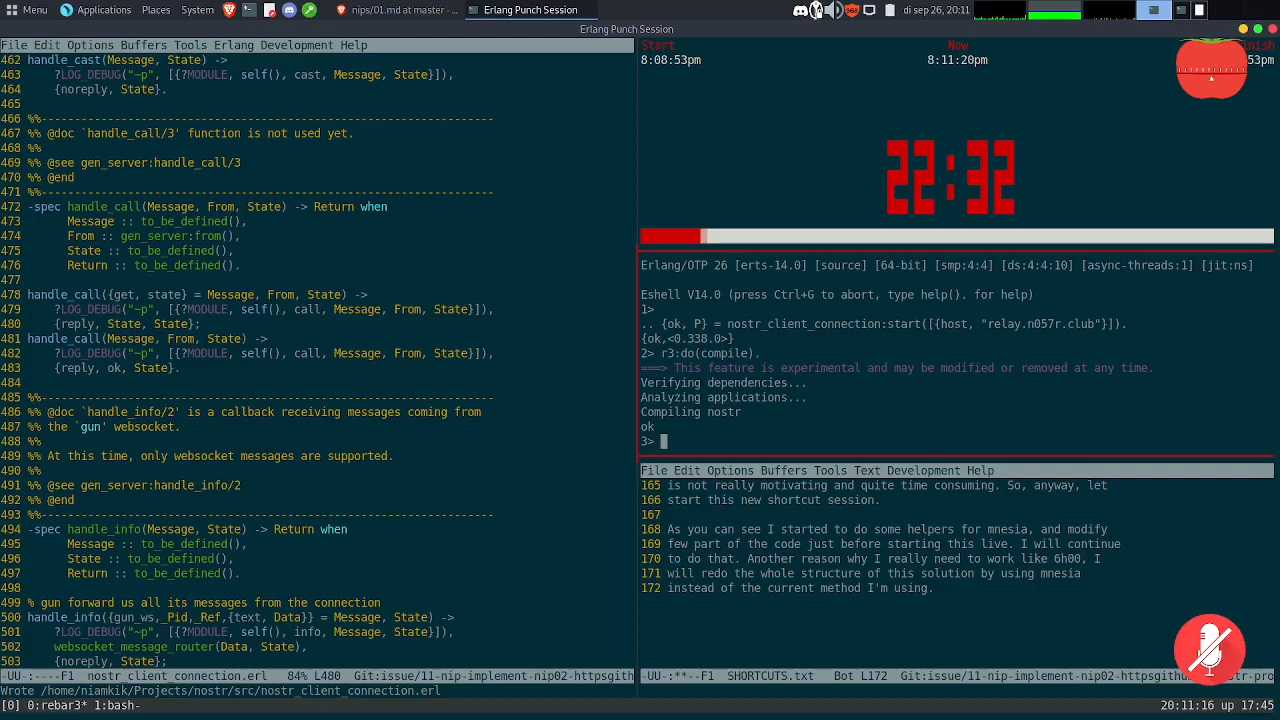 Menu Applications Places System nips/01.md at master - ... Erlang Punch Session di sep 26, 20:11
Erlang Punch Session
File Edit Options Buffers Tools Erlang Development Help
462 handle_cast(Message, State) ->
463     ?LOG_DEBUG("~p", [{?MODULE, self(), cast, Message, State}]),
464     {noreply, State}.
465
466 %%--------------------------------------------------------------------
467 %% @doc `handle_call/3' function is not used yet.
468 %%
469 %% @see gen_server:handle_call/3
470 %% @end
471 %%--------------------------------------------------------------------
472 -spec handle_call(Message, From, State) -> Return when
473       Message :: to_be_defined(),
474       From :: gen_server:from(),
475       State :: to_be_defined(),
476       Return :: to_be_defined().
477
478 handle_call({get, state} = Message, From, State) ->
479     ?LOG_DEBUG("~p", [{?MODULE, self(), call, Message, From, State}]),
480     {reply, State, State};
481 handle_call(Message, From, State) ->
482     ?LOG_DEBUG("~p", [{?MODULE, self(), call, Message, From, State}]),
483     {reply, ok, State}.
484
485 %%--------------------------------------------------------------------
486 %% @doc `handle_info/2' is a callback receiving messages coming from
487 %% the `gun' websocket.
488 %%
489 %% At this time, only websocket messages are supported.
490 %%
491 %% @see gen_server:handle_info/2
492 %% @end
493 %%--------------------------------------------------------------------
494 -spec handle_info(Message, State) -> Return when
495       Message :: to_be_defined(),
496       State :: to_be_defined(),
497       Return :: to_be_defined().
498
499 % gun forward us all its messages from the connection
500 handle_info({gun_ws,_Pid,_Ref,{text, Data}} = Message, State) ->
501     ?LOG_DEBUG("~p", [{?MODULE, self(), info, Message, State}]),
502     websocket_message_router(Data, State),
503     {noreply, State};
-UU-:----F1  nostr_client_connection.erl   84% L480  Git:issue/11-nip-implement-nip02-httpsgith
Wrote /home/niamkik/Projects/nostr/src/nostr_client_connection.erl
Start Now
8:08:53pm 8:11:20pm 53pm
22:32
Erlang/OTP 26 [erts-14.0] [source] [64-bit] [smp:4:4] [ds:4:4:10] [async-threads:1] [jit:ns]
Eshell V14.0 (press Ctrl+G to abort, type help(). for help)
1>
.. {ok, P} = nostr_client_connection:start([{host, "relay.n057r.club"}]).
{ok,<0.338.0>}
2> r3:do(compile).
===> This feature is experimental and may be modified or removed at any time.
Verifying dependencies...
Analyzing applications...
Compiling nostr
ok
3>
File Edit Options Buffers Tools Text Development Help
165 is not really motivating and quite time consuming. So, anyway, let
166 start this new shortcut session.
167
168 As you can see I started to do some helpers for mnesia, and modify
169 few part of the code just before starting this live. I will continue
170 to do that. Another reason why I really need to work like 6h00, I
171 will redo the whole structure of this solution by using mnesia
172 instead of the current method I'm using.
-UU-:**--F1  SHORTCUTS.txt   Bot L172   Git:issue/11-nip-implement-nip02-httpsgith
[0] 0:rebar3* 1:bash- 20:11:16 up 17:45